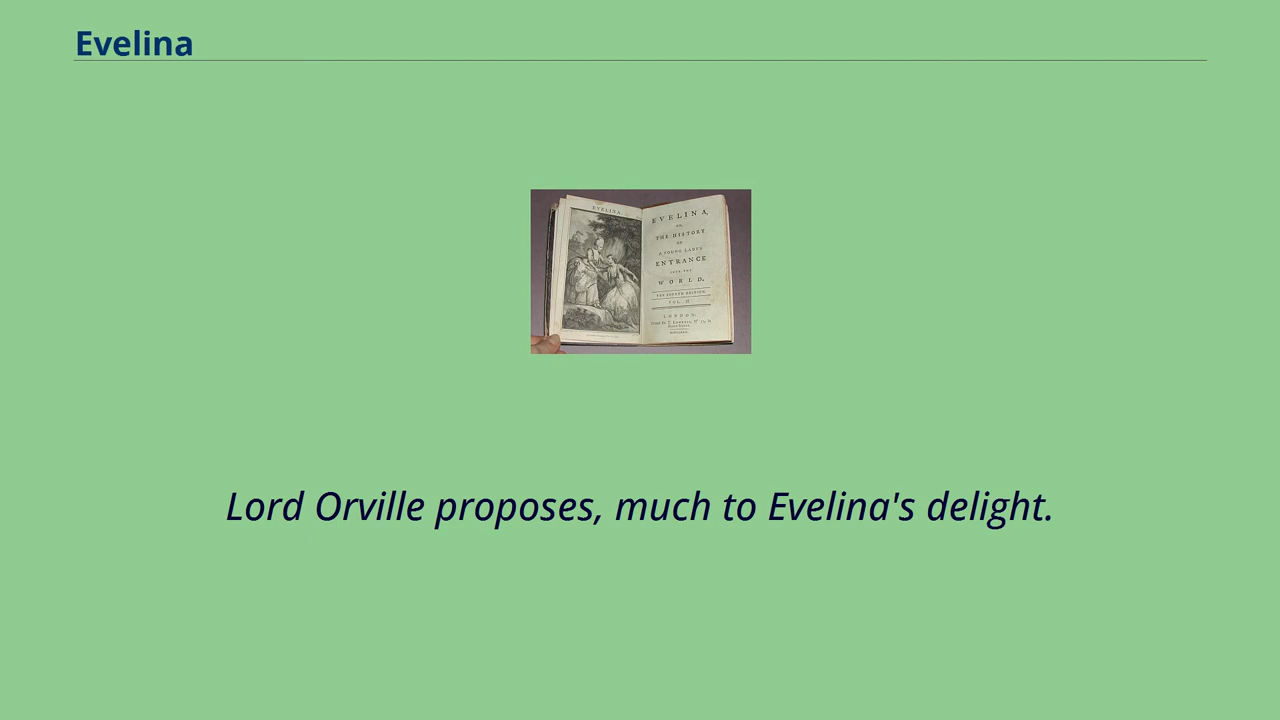 Evelina
EVELINA.
EVELINA,
OR,
THE HISTORY
OF
A YOUNG LADY'S
ENTRANCE
INTO THE
WORLD.
VOL. II.
LONDON:
Lord Orville proposes, much to Evelina's delight.